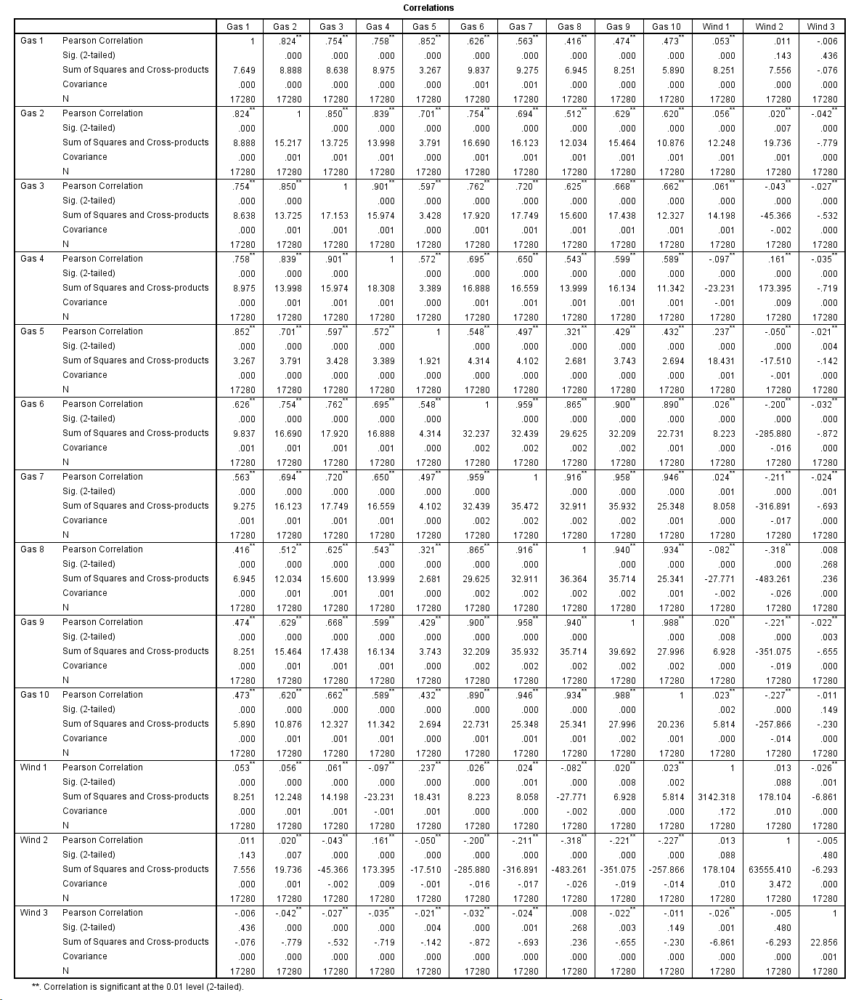 Correlations
Gas 1 Gas 2 Gas 3 Gas 4 Gas 5 Gas 6 Gas 7 Gas 8 Gas 9 Gas 10 Wind 1 Wind 2 Wind 3
Gas 1 Pearson Correlation 1 .824** .754** .758** .852** .626** .563** .416** .474** .473** .053** .011 -.006
Sig. (2-tailed) .000 .000 .000 .000 .000 .000 .000 .000 .000 .000 .143 .436
Sum of Squares and Cross-products 7.649 8.888 8.638 8.975 3.267 9.837 9.275 6.945 8.251 5.890 8.251 7.556 -.076
Covariance .000 .000 .000 .000 .000 .001 .001 .000 .000 .000 .000 .000 .000
N 17280 17280 17280 17280 17280 17280 17280 17280 17280 17280 17280 17280 17280
Gas 2 Pearson Correlation .824** 1 .850** .839** .701** .754** .694** .512** .629** .620** .056** .020** -.042**
Sig. (2-tailed) .000 .000 .000 .000 .000 .000 .000 .000 .000 .000 .007 .000
Sum of Squares and Cross-products 8.888 15.217 13.725 13.998 3.791 16.690 16.123 12.034 15.464 10.876 12.248 19.736 -.779
Covariance .000 .001 .001 .001 .000 .001 .001 .001 .001 .001 .001 .001 .000
N 17280 17280 17280 17280 17280 17280 17280 17280 17280 17280 17280 17280 17280
Gas 3 Pearson Correlation .754** .850** 1 .901** .597** .762** .720** .625** .668** .662** .061** -.043** -.027**
Sig. (2-tailed) .000 .000 .000 .000 .000 .000 .000 .000 .000 .000 .000 .000
Sum of Squares and Cross-products 8.638 13.725 17.153 15.974 3.428 17.920 17.749 15.600 17.438 12.327 14.198 -45.366 -.532
Covariance .000 .001 .001 .001 .000 .001 .001 .001 .001 .001 .001 -.002 .000
N 17280 17280 17280 17280 17280 17280 17280 17280 17280 17280 17280 17280 17280
Gas 4 Pearson Correlation .758** .839** .901** 1 .572** .695** .650** .543** .599** .589** -.097** .161** -.035**
Sig. (2-tailed) .000 .000 .000 .000 .000 .000 .000 .000 .000 .000 .000 .000
Sum of Squares and Cross-products 8.975 13.998 15.974 18.308 3.389 16.888 16.559 13.999 16.134 11.342 -23.231 173.395 -.719
Covariance .000 .001 .001 .001 .000 .001 .001 .001 .001 .001 -.001 .009 .000
N 17280 17280 17280 17280 17280 17280 17280 17280 17280 17280 17280 17280 17280
Gas 5 Pearson Correlation .852** .701** .597** .572** 1 .548** .497** .321** .429** .432** .237** -.050** -.021**
Sig. (2-tailed) .000 .000 .000 .000 .000 .000 .000 .000 .000 .000 .000 .004
Sum of Squares and Cross-products 3.267 3.791 3.428 3.389 1.921 4.314 4.102 2.681 3.743 2.694 18.431 -17.510 -.142
Covariance .000 .000 .000 .000 .000 .000 .000 .000 .000 .000 .001 -.001 .000
N 17280 17280 17280 17280 17280 17280 17280 17280 17280 17280 17280 17280 17280
Gas 6 Pearson Correlation .626** .754** .762** .695** .548** 1 .959** .865** .900** .890** .026** -.200** -.032**
Sig. (2-tailed) .000 .000 .000 .000 .000 .000 .000 .000 .000 .000 .000 .000
Sum of Squares and Cross-products 9.837 16.690 17.920 16.888 4.314 32.237 32.439 29.625 32.209 22.731 8.223 -285.880 -.872
Covariance .001 .001 .001 .001 .000 .002 .002 .002 .002 .001 .000 -.016 .000
N 17280 17280 17280 17280 17280 17280 17280 17280 17280 17280 17280 17280 17280
Gas 7 Pearson Correlation .563** .694** .720** .650** .497** .959** 1 .916** .958** .946** .024** -.211** -.024**
Sig. (2-tailed) .000 .000 .000 .000 .000 .000 .000 .000 .000 .001 .000 .001
Sum of Squares and Cross-products 9.275 16.123 17.749 16.559 4.102 32.439 35.472 32.911 35.932 25.348 8.058 -316.891 -.693
Covariance .001 .001 .001 .001 .000 .002 .002 .002 .002 .001 .000 -.017 .000
N 17280 17280 17280 17280 17280 17280 17280 17280 17280 17280 17280 17280 17280
Gas 8 Pearson Correlation .416** .512** .625** .543** .321** .865** .916** 1 .940** .934** -.082** -.318** .008
Sig. (2-tailed) .000 .000 .000 .000 .000 .000 .000 .000 .000 .000 .000 .268
Sum of Squares and Cross-products 6.945 12.034 15.600 13.999 2.681 29.625 32.911 36.364 35.714 25.341 -27.771 -483.261 .236
Covariance .000 .001 .001 .001 .000 .002 .002 .002 .002 .001 -.002 -.026 .000
N 17280 17280 17280 17280 17280 17280 17280 17280 17280 17280 17280 17280 17280
Gas 9 Pearson Correlation .474** .629** .668** .599** .429** .900** .958** .940** 1 .988** .020** -.221** -.022**
Sig. (2-tailed) .000 .000 .000 .000 .000 .000 .000 .000 .000 .008 .000 .003
Sum of Squares and Cross-products 8.251 15.464 17.438 16.134 3.743 32.209 35.932 35.714 39.692 27.996 6.928 -351.075 -.655
Covariance .000 .001 .001 .001 .000 .002 .002 .002 .002 .002 .000 -.019 .000
N 17280 17280 17280 17280 17280 17280 17280 17280 17280 17280 17280 17280 17280
Gas 10 Pearson Correlation .473** .620** .662** .589** .432** .890** .946** .934** .988** 1 .023** -.227** -.011
Sig. (2-tailed) .000 .000 .000 .000 .000 .000 .000 .000 .000 .002 .000 .149
Sum of Squares and Cross-products 5.890 10.876 12.327 11.342 2.694 22.731 25.348 25.341 27.996 20.236 5.814 -257.866 -.230
Covariance .000 .001 .001 .001 .000 .001 .001 .001 .002 .001 .000 -.014 .000
N 17280 17280 17280 17280 17280 17280 17280 17280 17280 17280 17280 17280 17280
Wind 1 Pearson Correlation .053** .056** .061** -.097** .237** .026** .024** -.082** .020** .023** 1 .013 -.026**
Sig. (2-tailed) .000 .000 .000 .000 .000 .000 .001 .000 .008 .002 .088 .001
Sum of Squares and Cross-products 8.251 12.248 14.198 -23.231 18.431 8.223 8.058 -27.771 6.928 5.814 3142.318 178.104 -6.861
Covariance .000 .001 .001 -.001 .001 .000 .000 -.002 .000 .000 .172 .010 .000
N 17280 17280 17280 17280 17280 17280 17280 17280 17280 17280 17280 17280 17280
Wind 2 Pearson Correlation .011 .020** -.043** .161** -.050** -.200** -.211** -.318** -.221** -.227** .013 1 -.005
Sig. (2-tailed) .143 .007 .000 .000 .000 .000 .000 .000 .000 .000 .088 .480
Sum of Squares and Cross-products 7.556 19.736 -45.366 173.395 -17.510 -285.880 -316.891 -483.261 -351.075 -257.866 178.104 63555.410 -6.293
Covariance .000 .001 -.002 .009 -.001 -.016 -.017 -.026 -.019 -.014 .010 3.472 .000
N 17280 17280 17280 17280 17280 17280 17280 17280 17280 17280 17280 17280 17280
Wind 3 Pearson Correlation -.006 -.042** -.027** -.035** -.021** -.032** -.024** .008 -.022** -.011 -.026** -.005 1
Sig. (2-tailed) .436 .000 .000 .000 .004 .000 .001 .268 .003 .149 .001 .480
Sum of Squares and Cross-products -.076 -.779 -.532 -.719 -.142 -.872 -.693 .236 -.655 -.230 -6.861 -6.293 22.856
Covariance .000 .000 .000 .000 .000 .000 .000 .000 .000 .000 .000 .000 .001
N 17280 17280 17280 17280 17280 17280 17280 17280 17280 17280 17280 17280 17280
**. Correlation is significant at the 0.01 level (2-tailed).